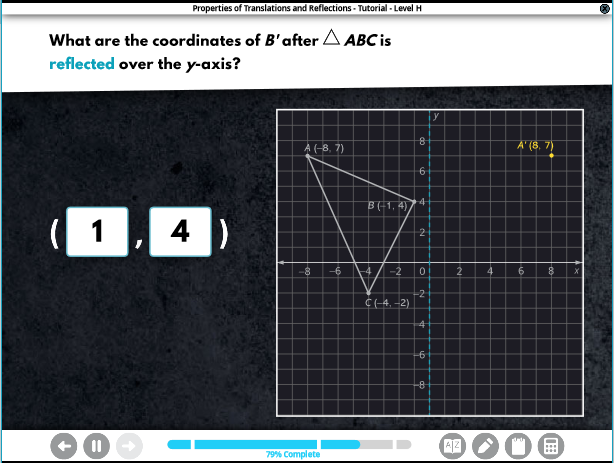 Properties of Translations and Reflections - Tutorial - Level H
What are the coordinates of B' after △ ABC is
reflected over the y-axis?
( 1 , 4 )
y
8
A (−8, 7)
A' (8, 7)
6
B (−1, 4)
4
2
−8 −6 −4 −2 0 2 4 6 8 x
−2
C (−4, −2)
−4
−6
−8
AZ
79% Complete